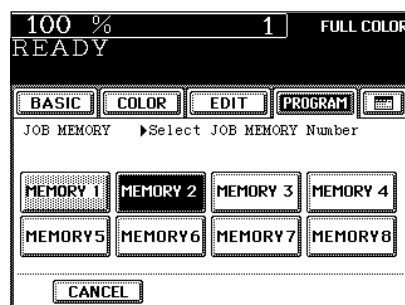 100 % 1 FULL COLOR
READY
BASIC COLOR EDIT PROGRAM
JOB MEMORY ▶Select JOB MEMORY Number
MEMORY 1 MEMORY 2 MEMORY 3 MEMORY 4
MEMORY5 MEMORY6 MEMORY7 MEMORY8
CANCEL